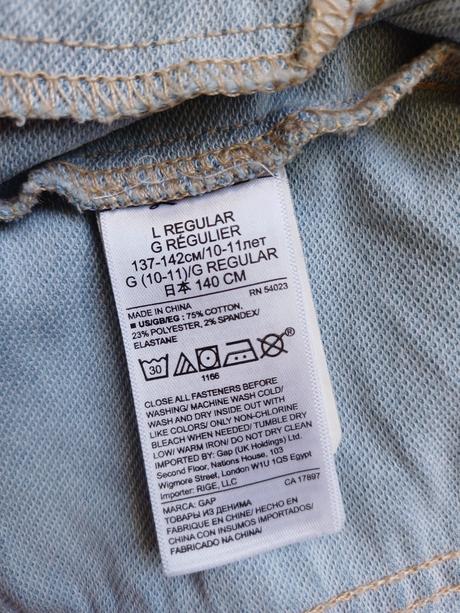 L REGULAR
G RÉGULIER
137-142см/10-11лет
G (10-11)/G REGULAR
日本 140 CM
MADE IN CHINA RN 54023
■ US/GB/EG : 75% COTTON,
23% POLYESTER, 2% SPANDEX/
ELASTANE
30
®
1166
CLOSE ALL FASTENERS BEFORE
WASHING/ MACHINE WASH COLD/
WASH AND DRY INSIDE OUT WITH
LIKE COLORS/ ONLY NON-CHLORINE
BLEACH WHEN NEEDED/ TUMBLE DRY
LOW/ WARM IRON/ DO NOT DRY CLEAN
IMPORTED BY: Gap (UK Holdings) Ltd.
Second Floor, Nations House, 103
Wigmore Street, London W1U 1QS Egypt
Importer: RIGE, LLC
CA 17897
MARCA: GAP
ТОВАРЫ ИЗ ДЕНИМА
FABRIQUÉ EN CHINE/ HECHO EN
CHINA CON INSUMOS IMPORTADOS/
FABRICADO NA CHINA